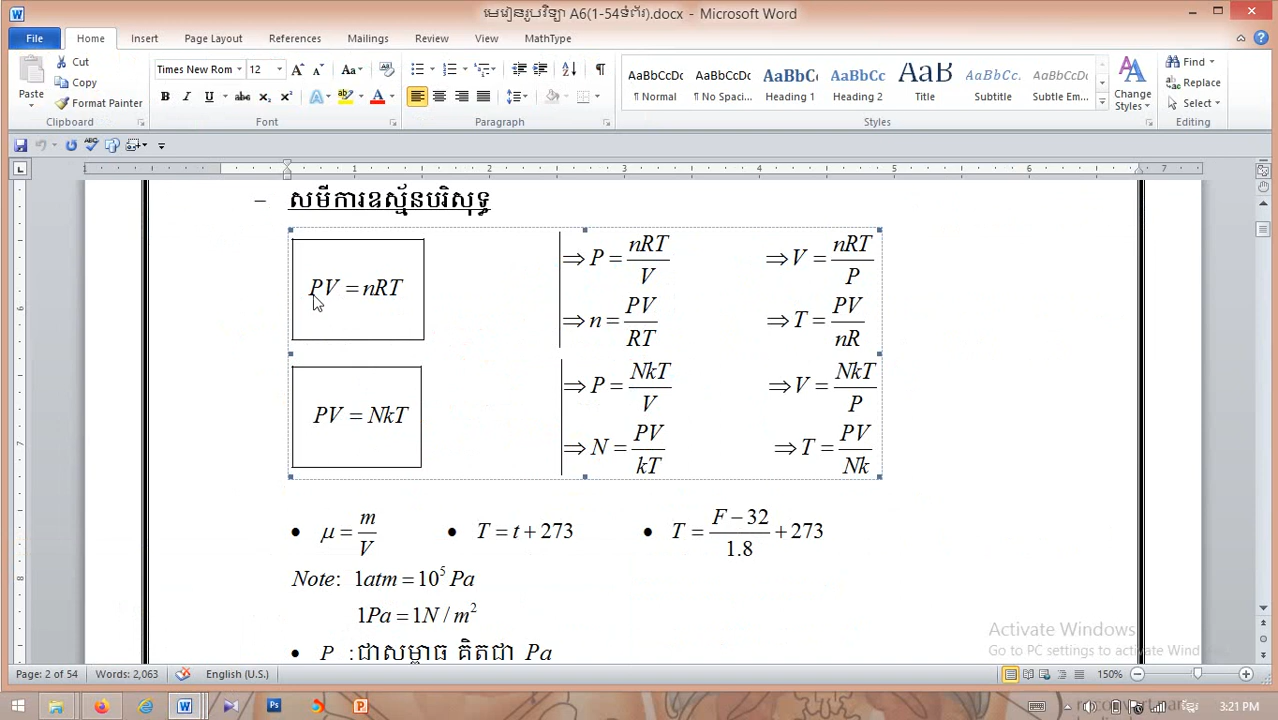 មេរៀនរូបវិទ្យា A6(1-54ទំព័រ).docx - Microsoft Word
File Home Insert Page Layout References Mailings Review View MathType
Paste Cut Copy Format Painter
Times New Rom 12
AaBbCcDc AaBbCcDc AaBbCc AaBbCc AaB AaBbCcDc AaBbCcDc
¶ Normal ¶ No Spaci... Heading 1 Heading 2 Title Subtitle Subtle Em...
Change Styles
Find Replace Select
Clipboard Font Paragraph Styles Editing
– សមីការឧស្ម័នបរិសុទ្ធ
PV = nRT
⇒ P = nRT/V ⇒ V = nRT/P
⇒ n = PV/RT ⇒ T = PV/nR
PV = NkT
⇒ P = NkT/V ⇒ V = NkT/P
⇒ N = PV/kT ⇒ T = PV/Nk
• μ = m/V • T = t + 273 • T = (F − 32)/1.8 + 273
Note: 1atm = 10⁵ Pa
1Pa = 1N / m²
• P :ជាសម្ពាធ គិតជា Pa
Activate Windows
Go to PC settings to activate Wind
Page: 2 of 54 Words: 2,063 English (U.S.) 150%
3:21 PM